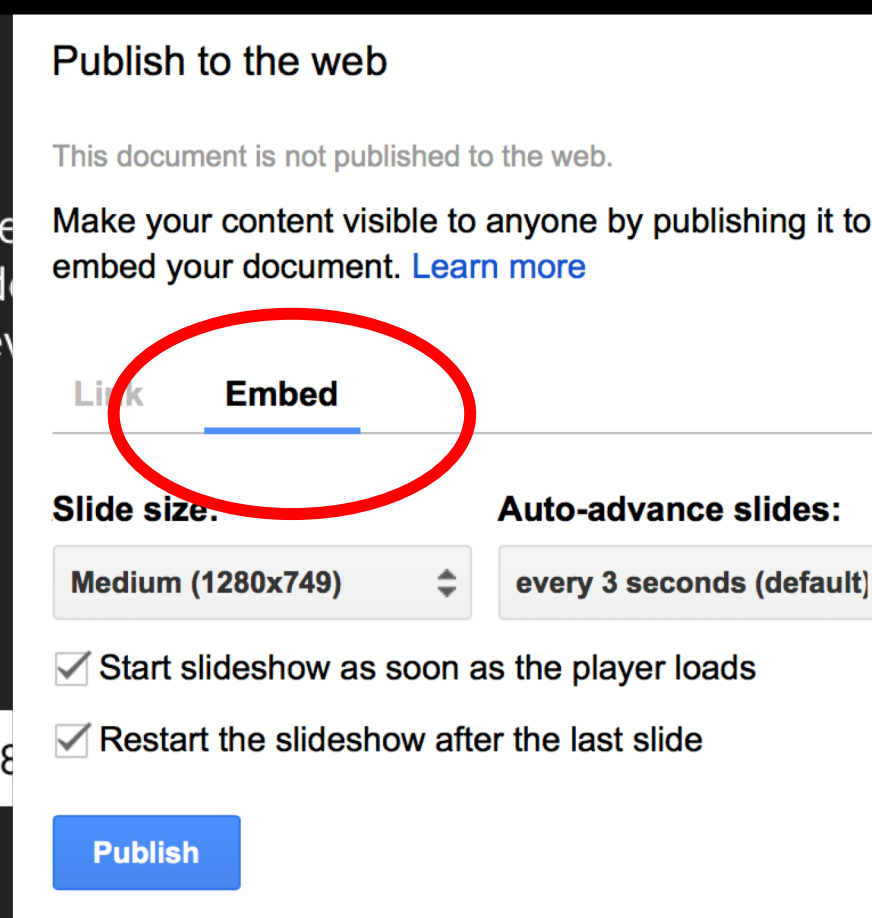 Publish to the web
This document is not published to the web.
Make your content visible to anyone by publishing it to
embed your document. Learn more
Link Embed
Slide size: Auto-advance slides:
Medium (1280x749) every 3 seconds (default)
Start slideshow as soon as the player loads
Restart the slideshow after the last slide
Publish